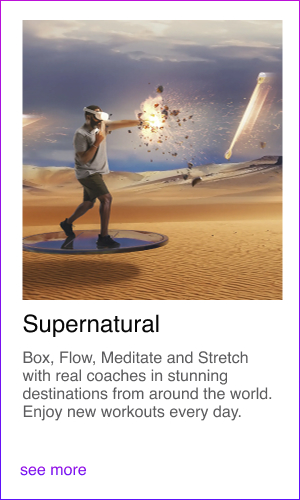 Supernatural
Box, Flow, Meditate and Stretch
with real coaches in stunning
destinations from around the world.
Enjoy new workouts every day.
see more